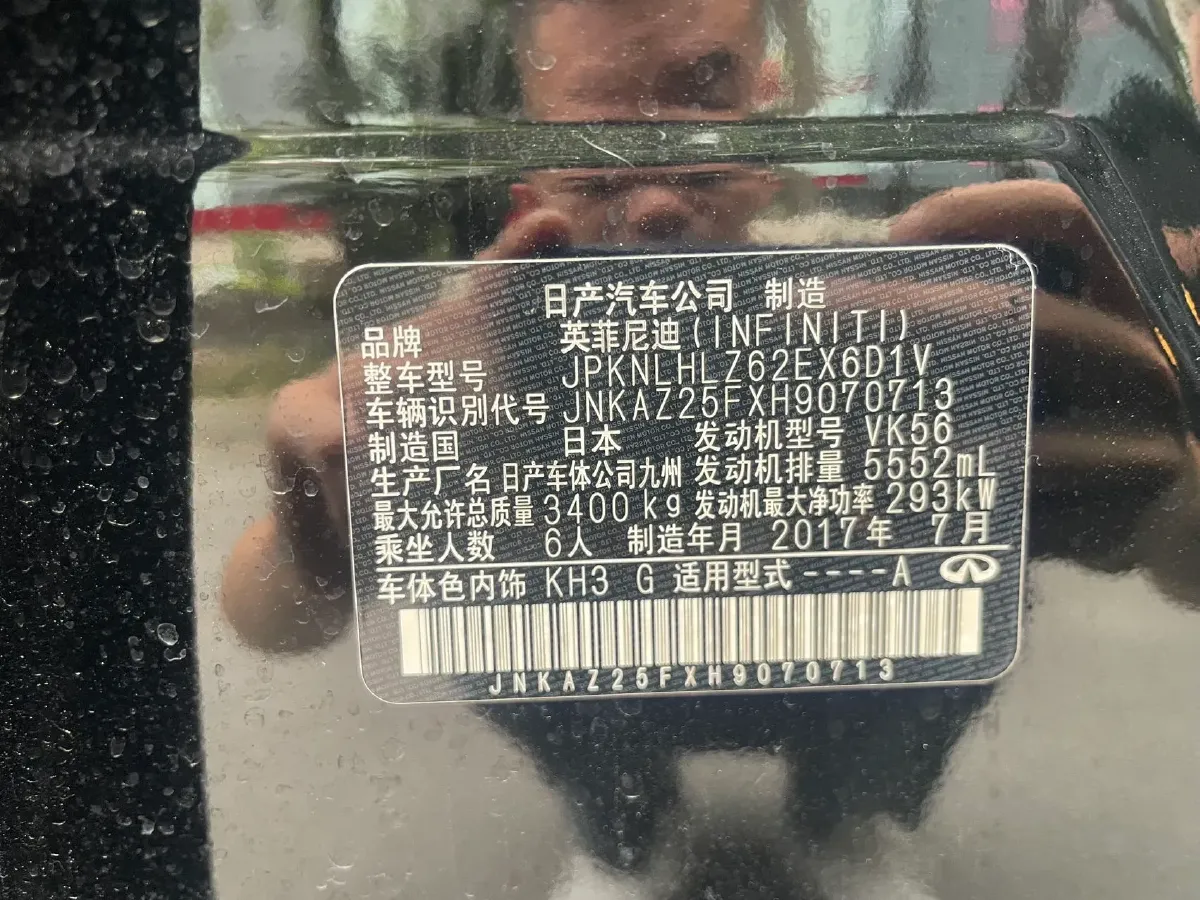 日产汽车公司 制造
品牌 英菲尼迪(INFINITI)
整车型号 JPKNLHLZ62EX6D1V
车辆识别代号 JNKAZ25FXH9070713
制造国 日本 发动机型号 VK56
生产厂名 日产车体公司九州 发动机排量 5552mL
最大允许总质量 3400 kg 发动机最大净功率 293kW
乘坐人数 6人 制造年月 2017年 7月
车体色内饰 KH3 G 适用型式 ----A
JNKAZ25FXH9070713